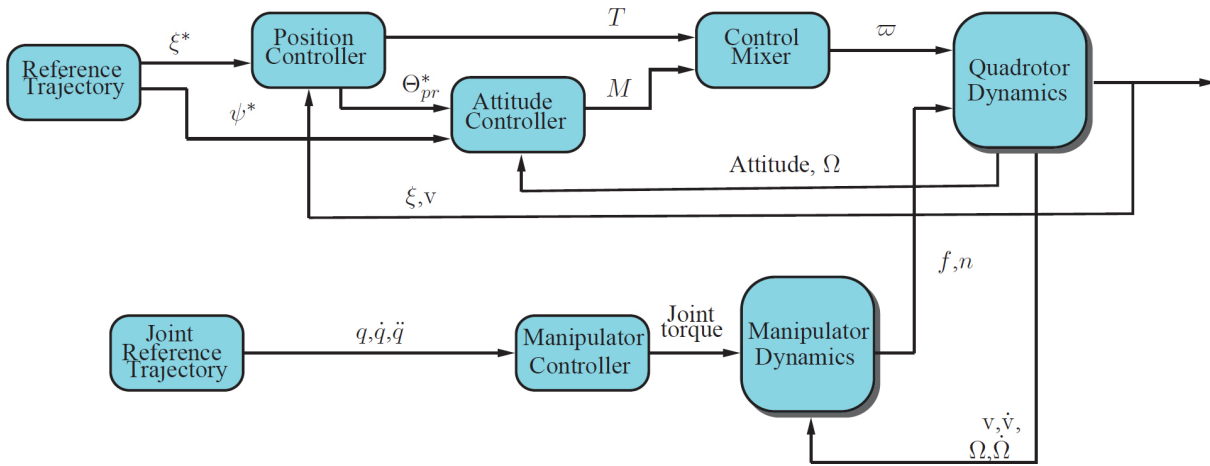 Reference
Trajectory
ξ*
ψ*
Position
Controller
Θ*pr
T
Attitude
Controller
M
Control
Mixer
ϖ
Quadrotor
Dynamics
Attitude, Ω
ξ,v
f,n
Joint
Reference
Trajectory
q,q̇,q̈
Manipulator
Controller
Joint
torque
Manipulator
Dynamics
v,v̇,
Ω,Ω̇